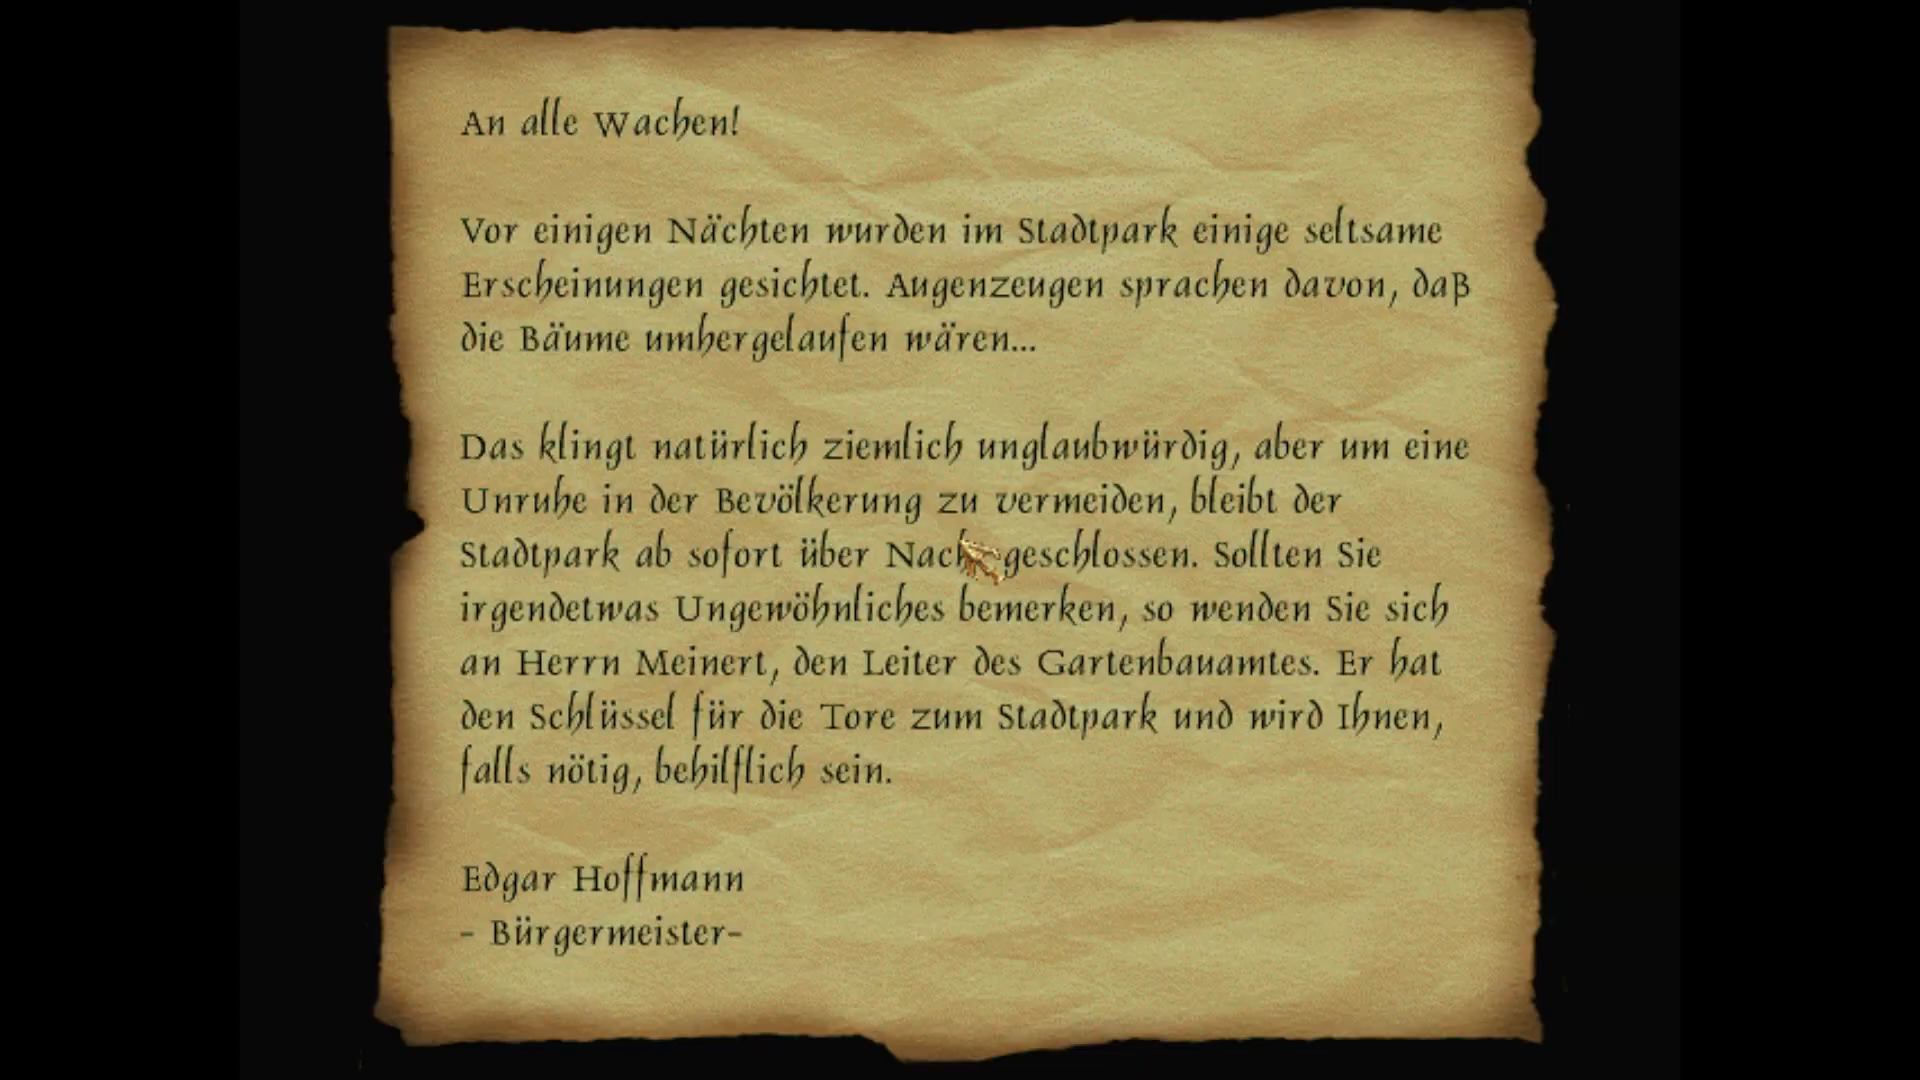 An alle Wachen!
Vor einigen Nächten wurden im Stadtpark einige seltsame
Erscheinungen gesichtet. Augenzeugen sprachen davon, daß
die Bäume umhergelaufen wären...
Das klingt natürlich ziemlich unglaubwürdig, aber um eine
Unruhe in der Bevölkerung zu vermeiden, bleibt der
Stadtpark ab sofort über Nacht geschlossen. Sollten Sie
irgendetwas Ungewöhnliches bemerken, so wenden Sie sich
an Herrn Meinert, den Leiter des Gartenbauamtes. Er hat
den Schlüssel für die Tore zum Stadtpark und wird Ihnen,
falls nötig, behilflich sein.
Edgar Hoffmann
- Bürgermeister-